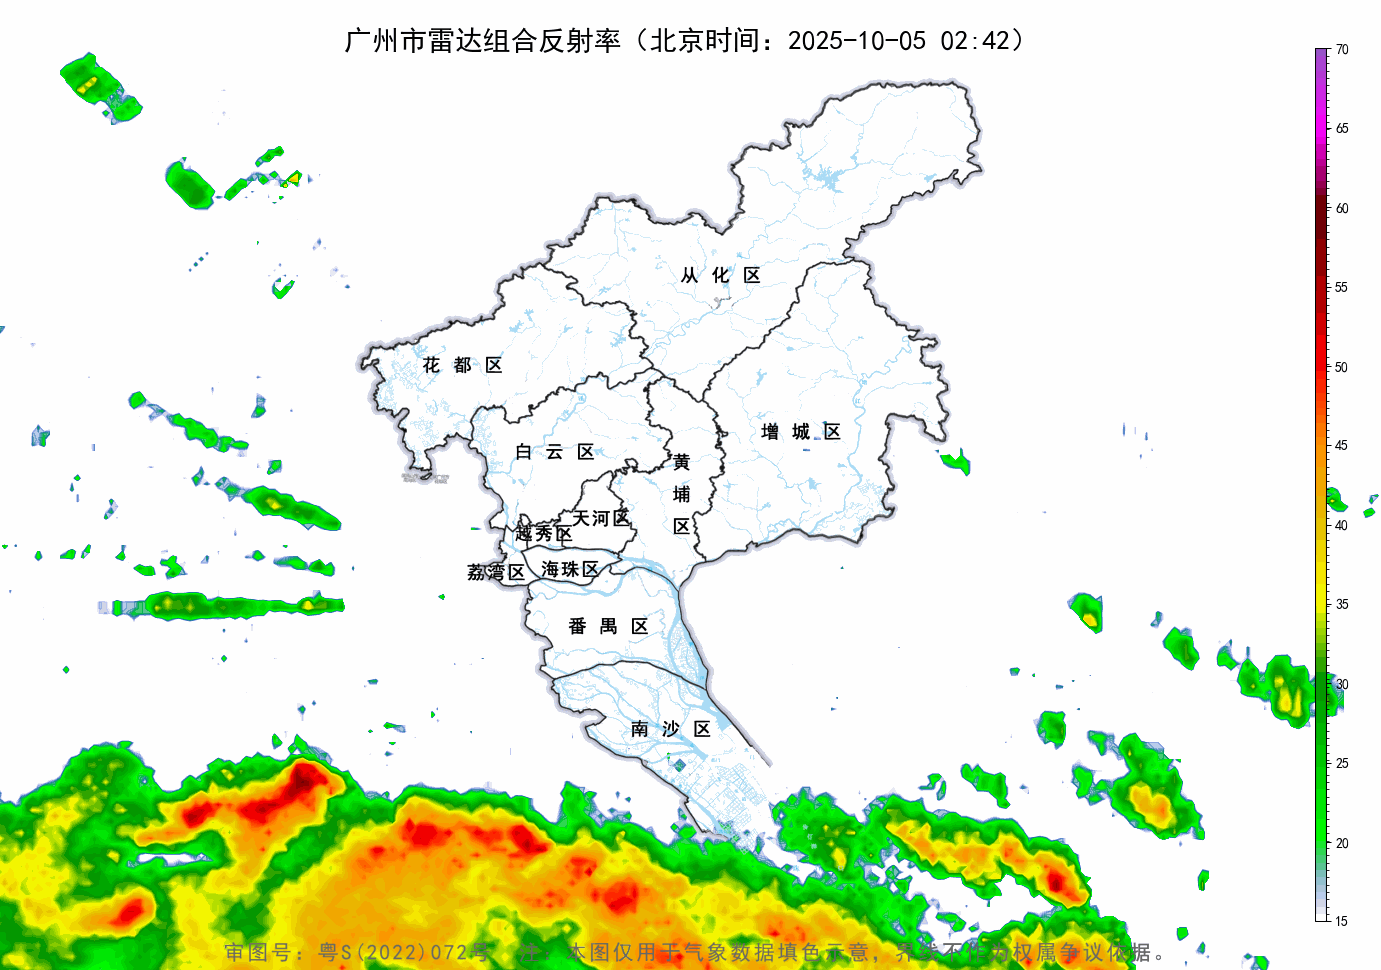 广州市雷达组合反射率（北京时间：2025-10-05 02:42）
70
65
60
55
50
45
40
35
30
25
20
15
从化区
花都区
增城区
白云区
黄埔区
天河区
越秀区
荔湾区
海珠区
番禺区
南沙区
审图号：粤S(2022)072号 注：本图仅用于气象数据填色示意，界线不作为权属争议依据。